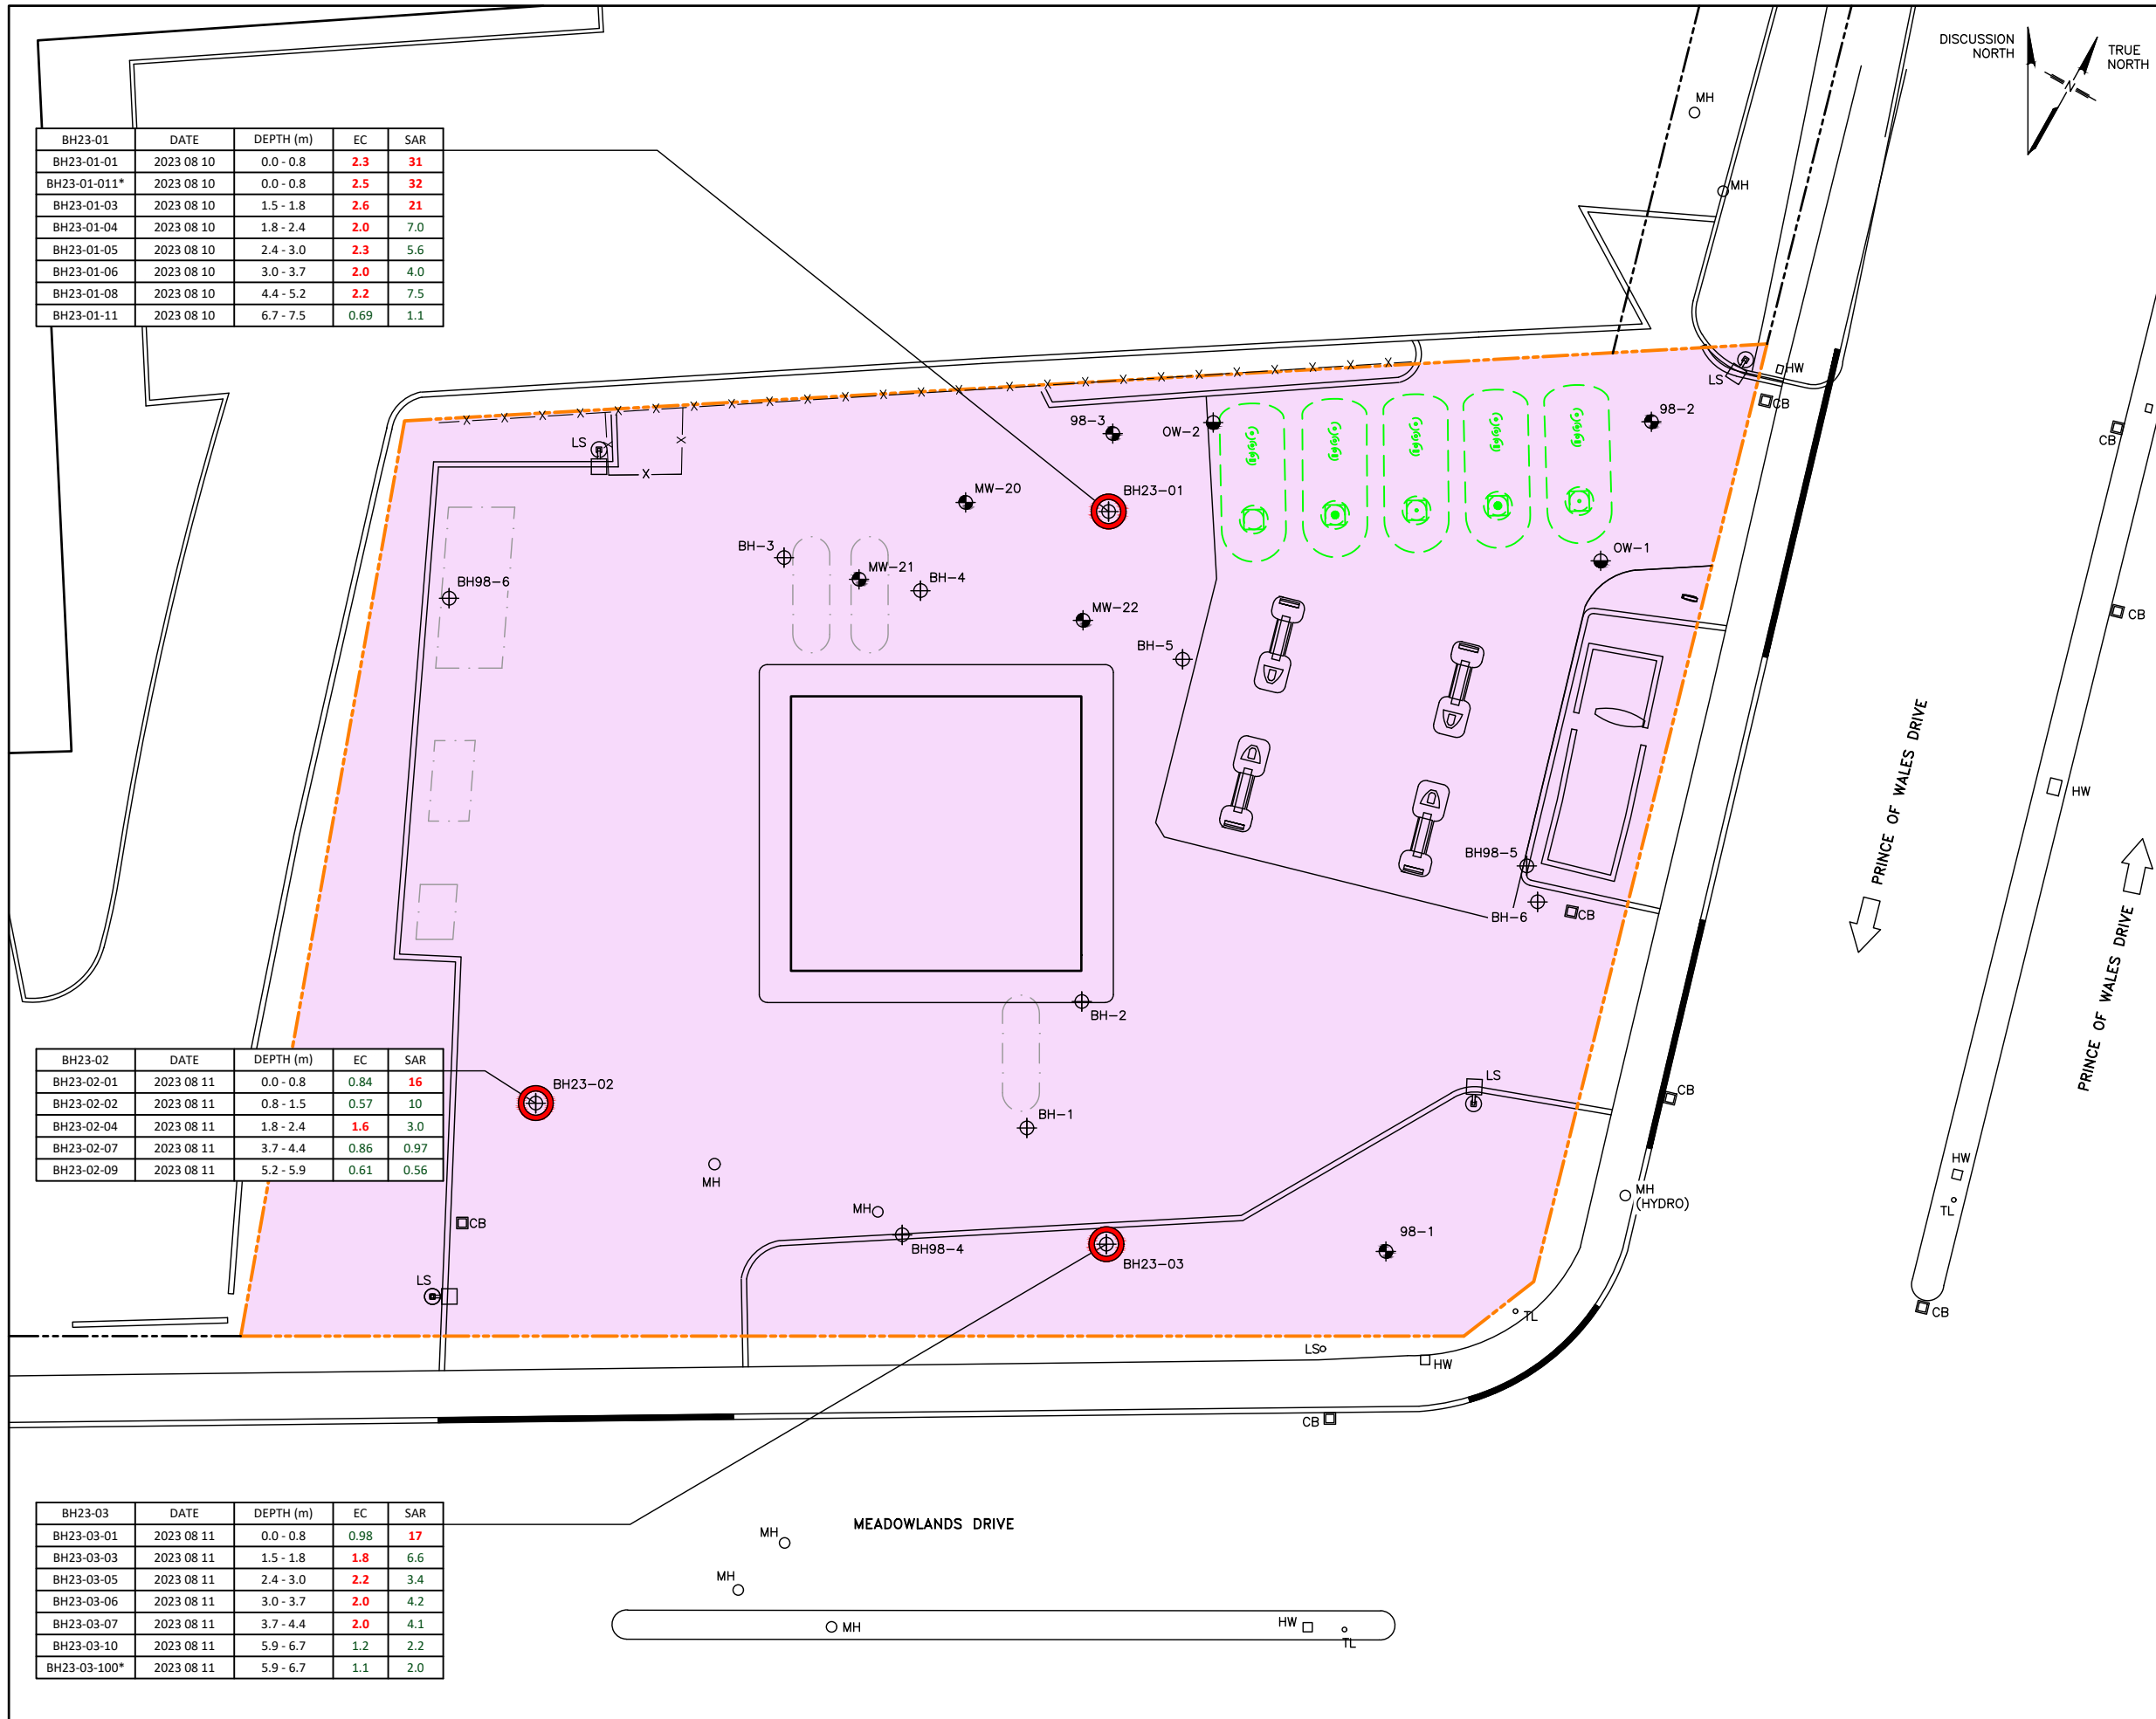 DISCUSSION
NORTH
TRUE
NORTH
N
MH
MH
BH23-01 DATE DEPTH (m) EC SAR
BH23-01-01 2023 08 10 0.0 - 0.8 2.3 31
BH23-01-011* 2023 08 10 0.0 - 0.8 2.5 32
BH23-01-03 2023 08 10 1.5 - 1.8 2.6 21
BH23-01-04 2023 08 10 1.8 - 2.4 2.0 7.0
BH23-01-05 2023 08 10 2.4 - 3.0 2.3 5.6
BH23-01-06 2023 08 10 3.0 - 3.7 2.0 4.0
BH23-01-08 2023 08 10 4.4 - 5.2 2.2 7.5
BH23-01-11 2023 08 10 6.7 - 7.5 0.69 1.1
HW
LS
CB
98-2
98-3
OW-2
CB
LS
MW-20
BH23-01
BH-3
OW-1
MW-21
BH-4
BH98-6
MW-22
CB
BH-5
PRINCE OF WALES DRIVE
HW
BH98-5
BH-6
CB
PRINCE OF WALES DRIVE
BH-2
BH23-02 DATE DEPTH (m) EC SAR
BH23-02-01 2023 08 11 0.0 - 0.8 0.84 16
BH23-02-02 2023 08 11 0.8 - 1.5 0.57 10
BH23-02-04 2023 08 11 1.8 - 2.4 1.6 3.0
BH23-02-07 2023 08 11 3.7 - 4.4 0.86 0.97
BH23-02-09 2023 08 11 5.2 - 5.9 0.61 0.56
BH23-02
LS
CB
BH-1
HW
MH
MH
(HYDRO)
TL
MH
CB
98-1
BH98-4
BH23-03
LS
TL
CB
LS
HW
CB
BH23-03 DATE DEPTH (m) EC SAR
BH23-03-01 2023 08 11 0.0 - 0.8 0.98 17
BH23-03-03 2023 08 11 1.5 - 1.8 1.8 6.6
BH23-03-05 2023 08 11 2.4 - 3.0 2.2 3.4
BH23-03-06 2023 08 11 3.0 - 3.7 2.0 4.2
BH23-03-07 2023 08 11 3.7 - 4.4 2.0 4.1
BH23-03-10 2023 08 11 5.9 - 6.7 1.2 2.2
BH23-03-100* 2023 08 11 5.9 - 6.7 1.1 2.0
MEADOWLANDS DRIVE
MH
MH
MH
HW
TL